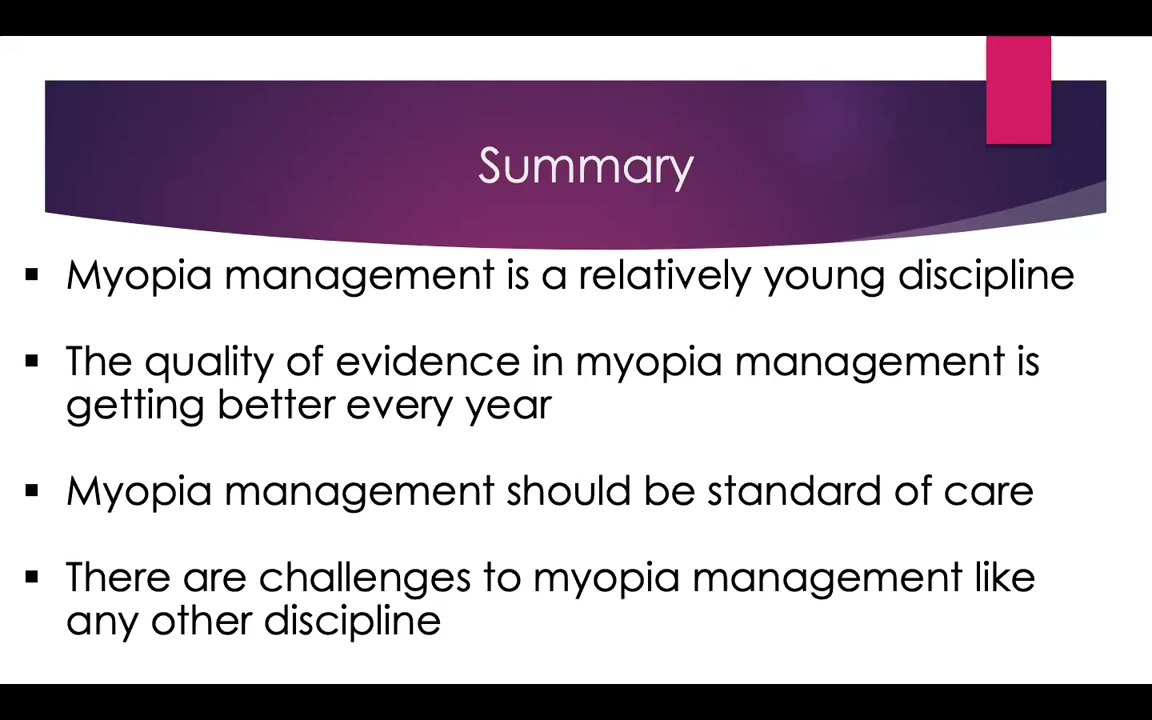 Summary
▪ Myopia management is a relatively young discipline
▪ The quality of evidence in myopia management is
getting better every year
▪ Myopia management should be standard of care
▪ There are challenges to myopia management like
any other discipline